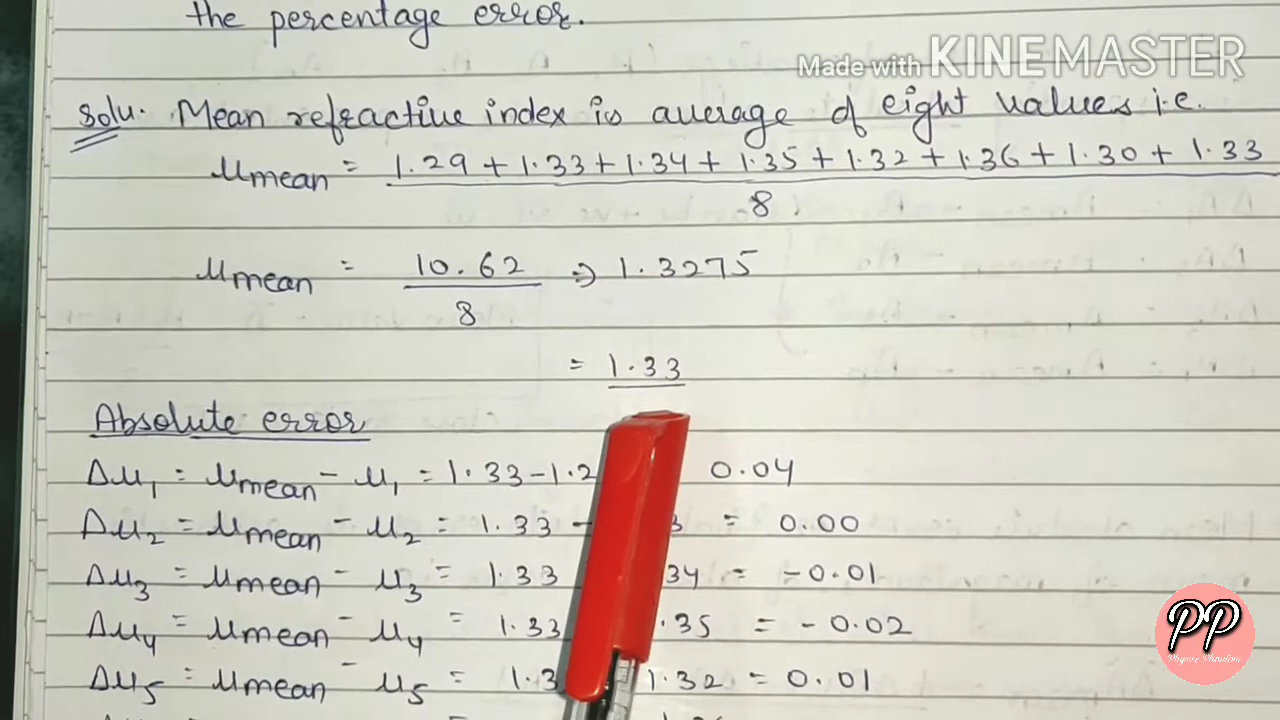 the percentage error.
Made with KINEMASTER
Solu. Mean refractive index is average of eight values i.e.
μmean = 1.29 + 1.33 + 1.34 + 1.35 + 1.32 + 1.36 + 1.30 + 1.33
8
μmean = 10.62 => 1.3275
8
= 1.33
Absolute error
Δμ1 = μmean - μ1 = 1.33 - 1.2 0.04
Δμ2 = μmean - μ2 = 1.33 - 3 = 0.00
Δμ3 = μmean - μ3 = 1.33 34 = -0.01
Δμ4 = μmean - μ4 = 1.33 .35 = -0.02
Δμ5 = μmean - μ5 = 1.3 1.32 = 0.01
PP
Physics Phantom